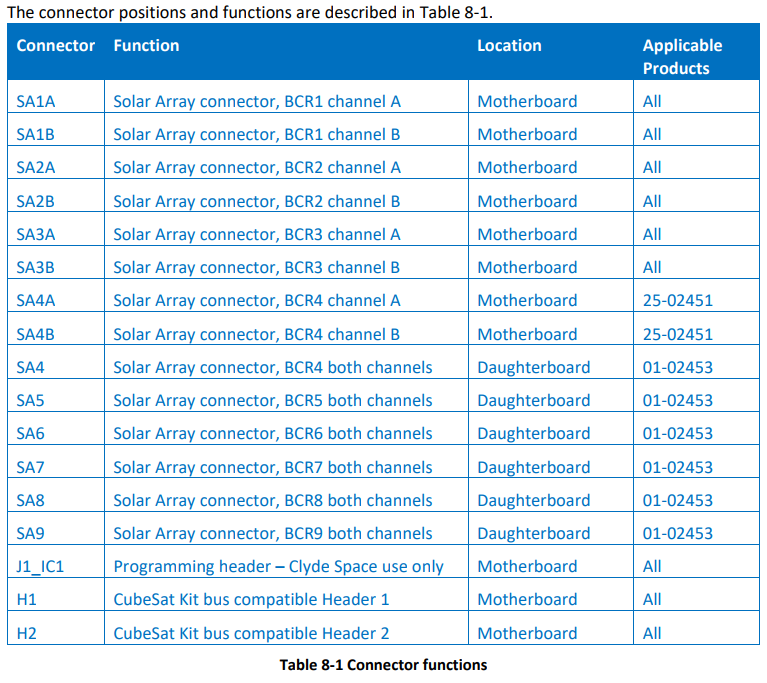 The connector positions and functions are described in Table 8-1.
Connector Function Location Applicable
Products
SA1A Solar Array connector, BCR1 channel A Motherboard All
SA1B Solar Array connector, BCR1 channel B Motherboard All
SA2A Solar Array connector, BCR2 channel A Motherboard All
SA2B Solar Array connector, BCR2 channel B Motherboard All
SA3A Solar Array connector, BCR3 channel A Motherboard All
SA3B Solar Array connector, BCR3 channel B Motherboard All
SA4A Solar Array connector, BCR4 channel A Motherboard 25-02451
SA4B Solar Array connector, BCR4 channel B Motherboard 25-02451
SA4 Solar Array connector, BCR4 both channels Daughterboard 01-02453
SA5 Solar Array connector, BCR5 both channels Daughterboard 01-02453
SA6 Solar Array connector, BCR6 both channels Daughterboard 01-02453
SA7 Solar Array connector, BCR7 both channels Daughterboard 01-02453
SA8 Solar Array connector, BCR8 both channels Daughterboard 01-02453
SA9 Solar Array connector, BCR9 both channels Daughterboard 01-02453
J1_IC1 Programming header – Clyde Space use only Motherboard All
H1 CubeSat Kit bus compatible Header 1 Motherboard All
H2 CubeSat Kit bus compatible Header 2 Motherboard All
Table 8-1 Connector functions